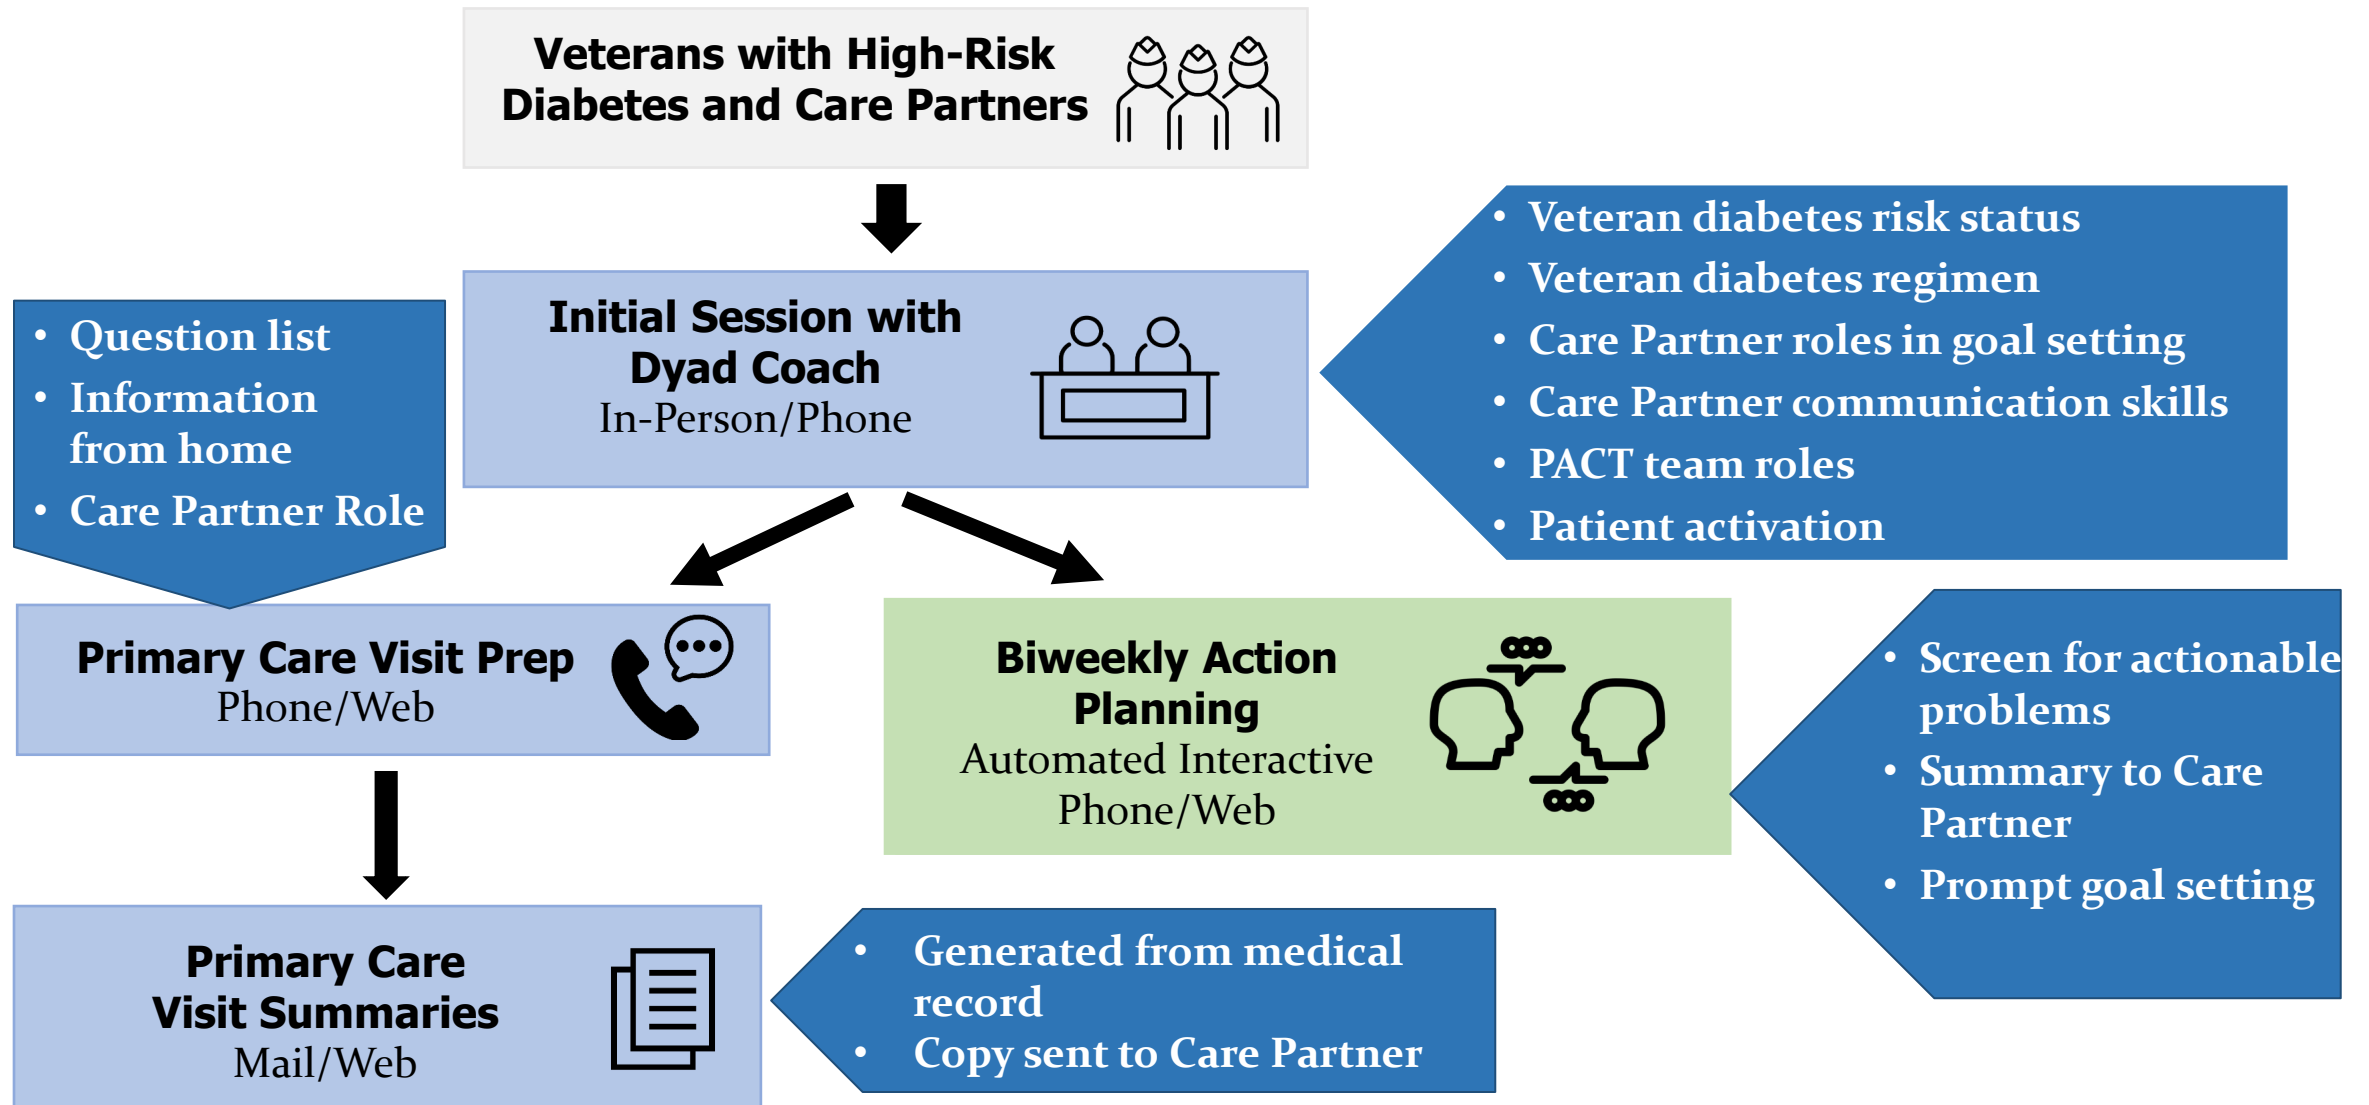 Veterans with High-Risk
Diabetes and Care Partners
Initial Session with
Dyad Coach
In-Person/Phone
• Veteran diabetes risk status
• Veteran diabetes regimen
• Care Partner roles in goal setting
• Care Partner communication skills
• PACT team roles
• Patient activation
• Question list
• Information
from home
• Care Partner Role
Primary Care Visit Prep
Phone/Web
Biweekly Action
Planning
Automated Interactive
Phone/Web
• Screen for actionable
problems
• Summary to Care
Partner
• Prompt goal setting
Primary Care
Visit Summaries
Mail/Web
• Generated from medical
record
• Copy sent to Care Partner